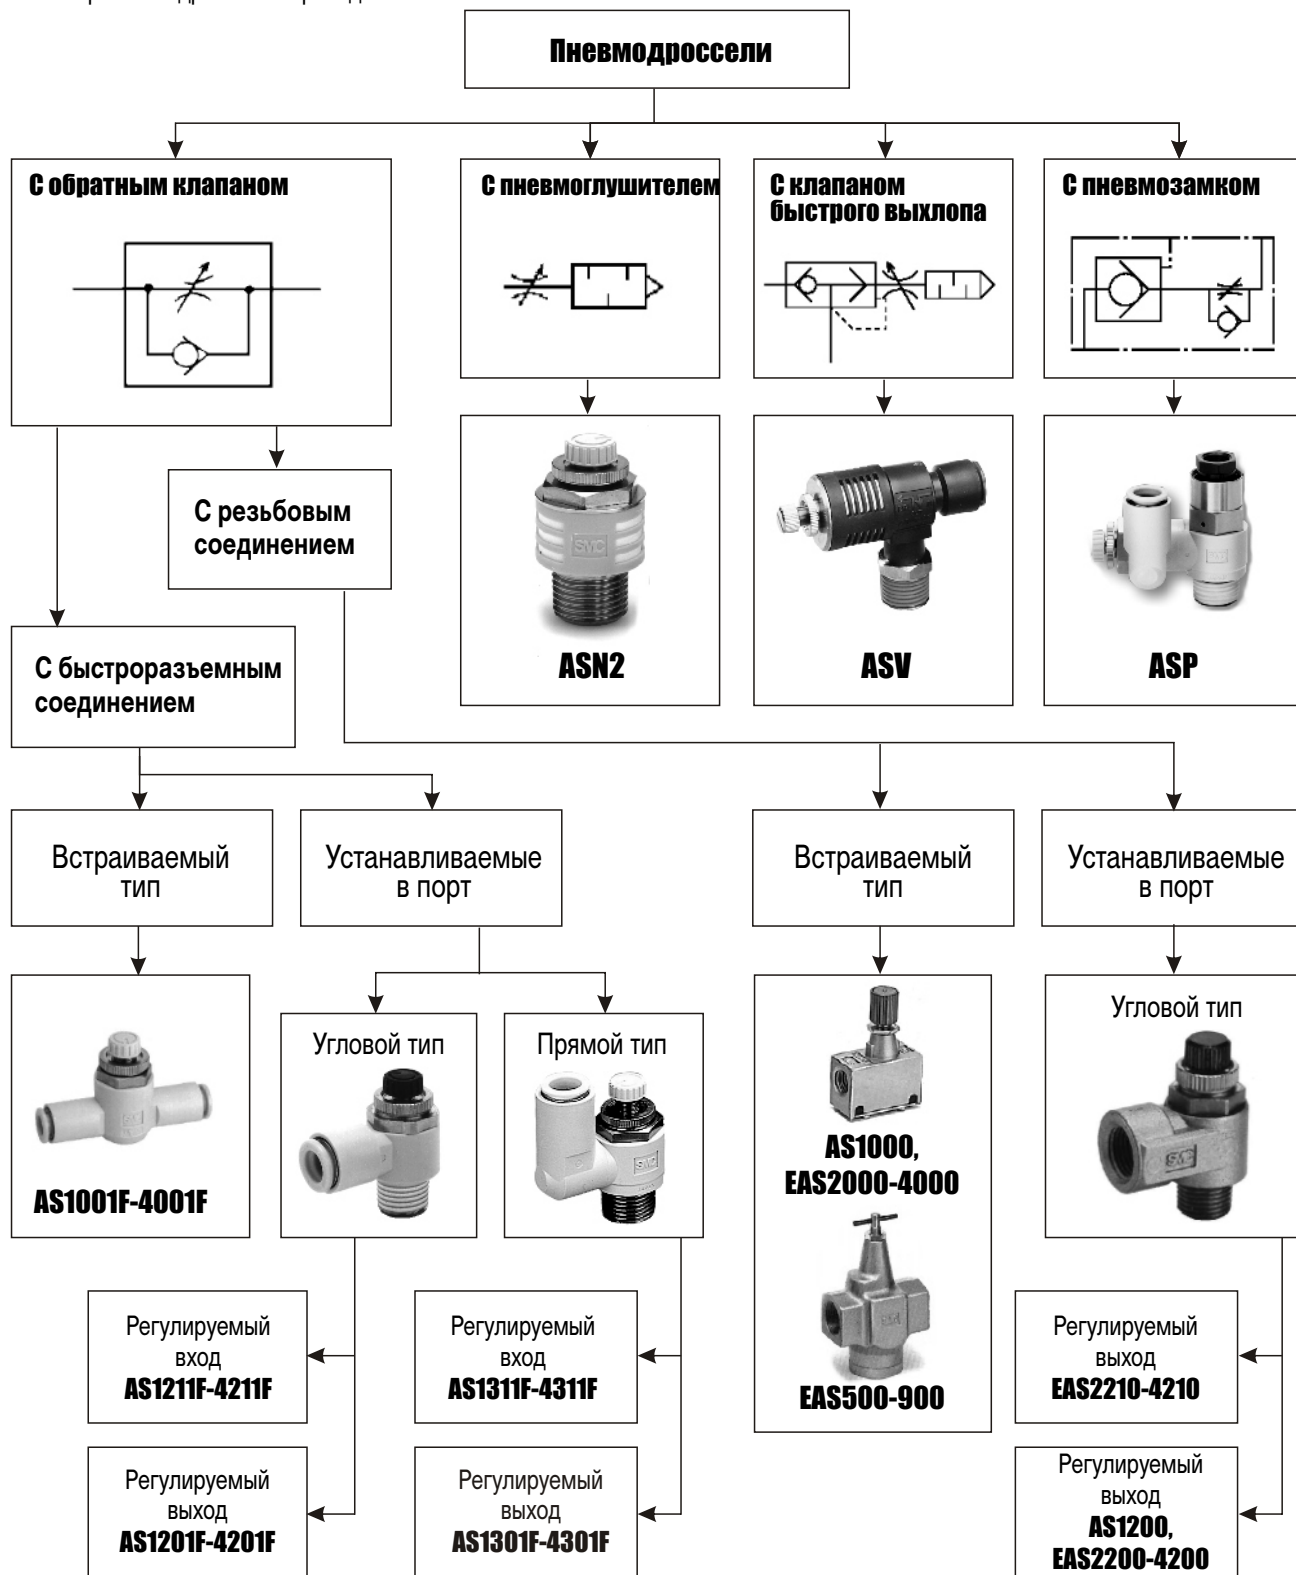 Пневмодроссели
С обратным клапаном
С пневмоглушителем
С клапаном
быстрого выхлопа
С пневмозамком
С резьбовым
соединением
ASN2
ASV
ASP
С быстроразъемным
соединением
Встраиваемый
тип
Устанавливаемые
в порт
Встраиваемый
тип
Устанавливаемые
в порт
AS1001F-4001F
Угловой тип
Прямой тип
AS1000,
EAS2000-4000
EAS500-900
Угловой тип
Регулируемый
вход
AS1211F-4211F
Регулируемый
вход
AS1311F-4311F
Регулируемый
выход
EAS2210-4210
Регулируемый
выход
AS1201F-4201F
Регулируемый
выход
AS1301F-4301F
Регулируемый
выход
AS1200,
EAS2200-4200
SMC
SMC
SMC